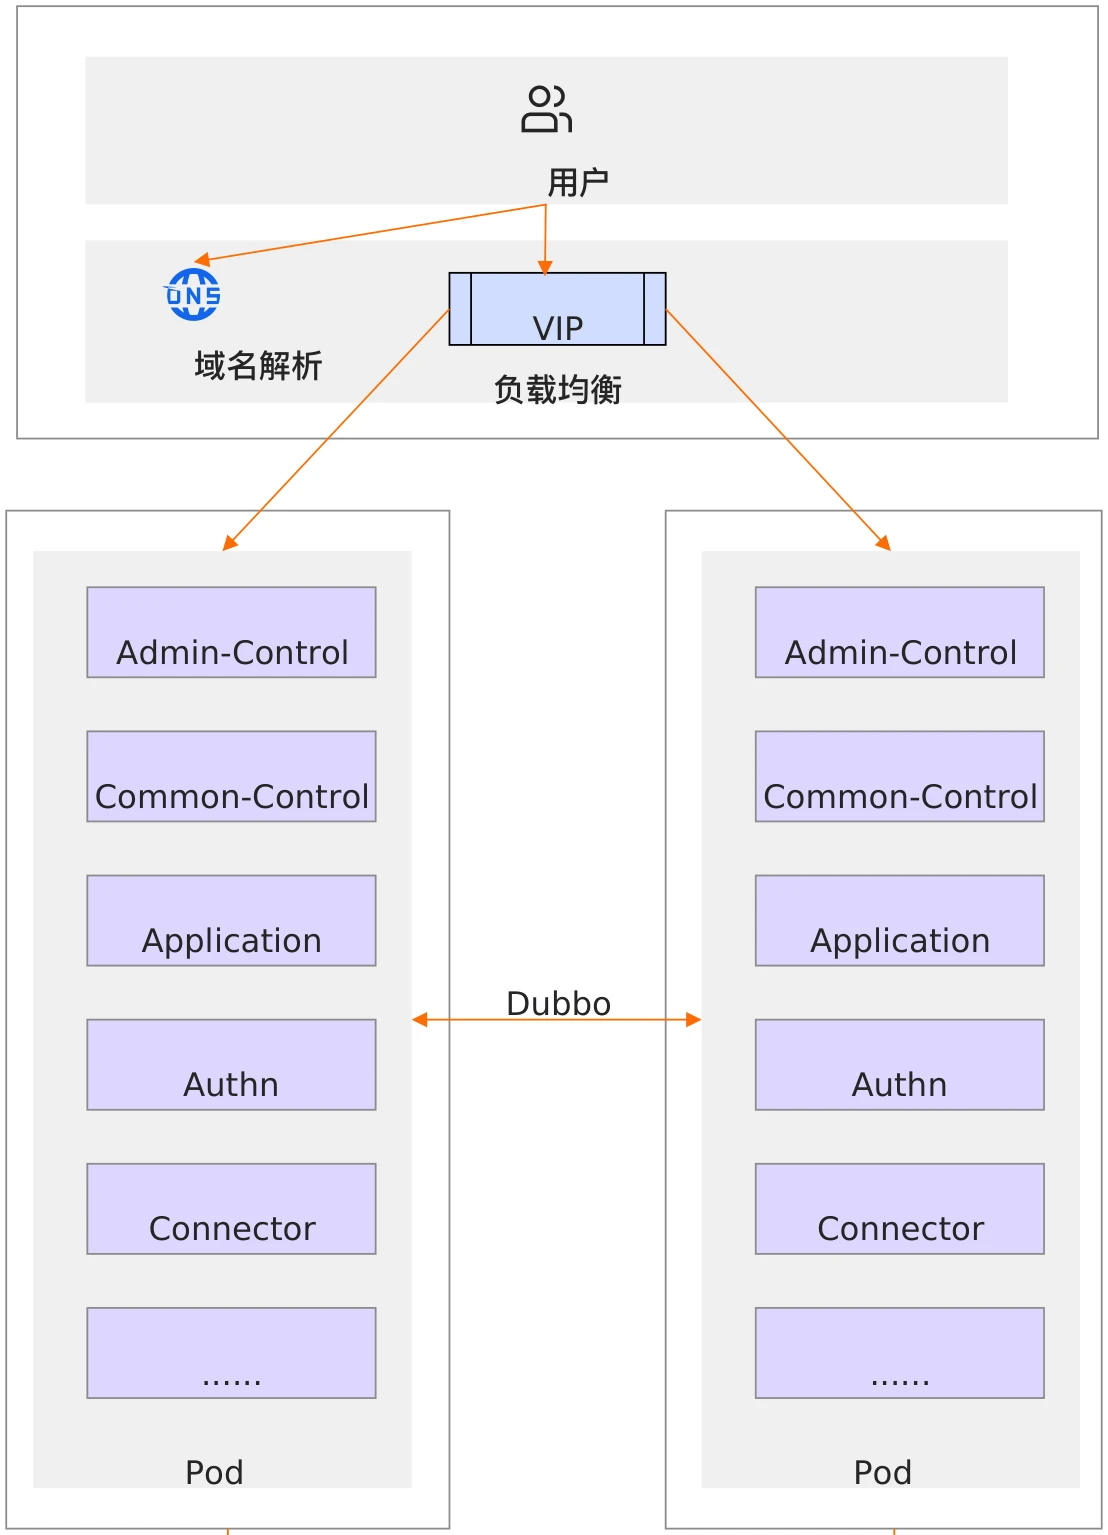 用户
DNS
VIP
域名解析
负载均衡
Admin-Control
Common-Control
Application
Authn
Connector
......
Pod
Dubbo
Admin-Control
Common-Control
Application
Authn
Connector
......
Pod